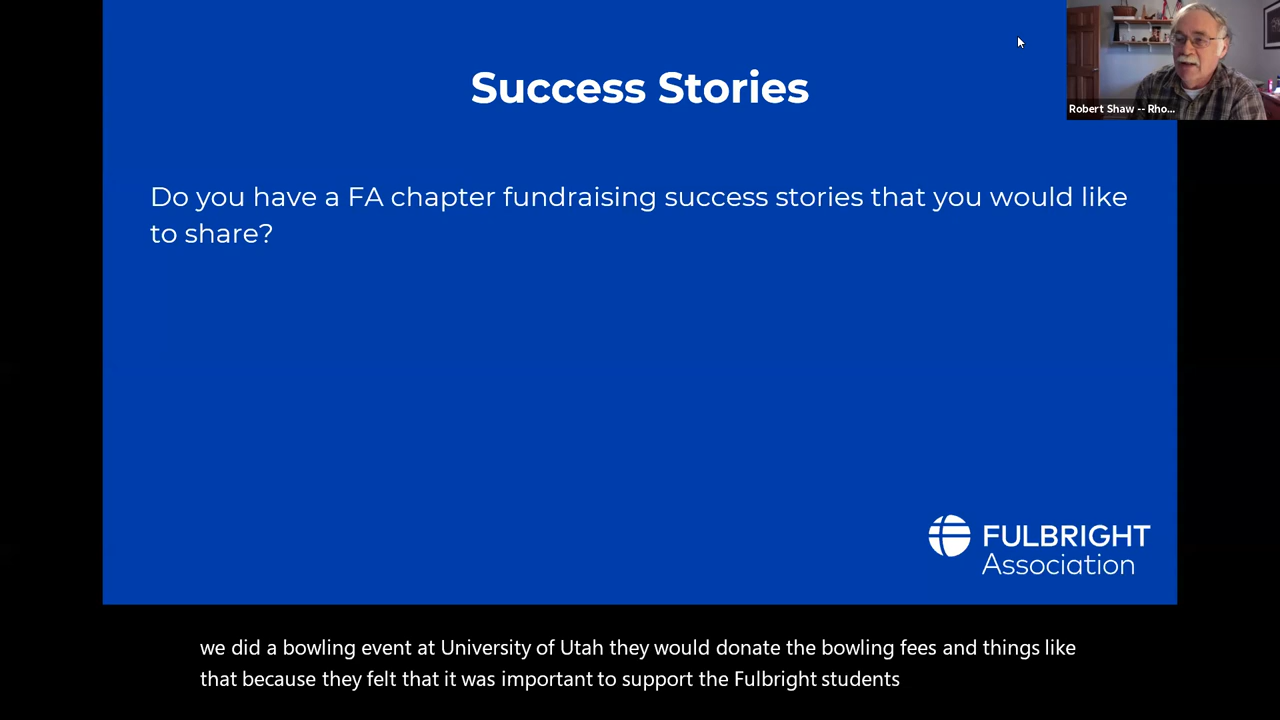 Success Stories
Robert Shaw -- Rho...
Do you have a FA chapter fundraising success stories that you would like
to share?
FULBRIGHT
Association
we did a bowling event at University of Utah they would donate the bowling fees and things like
that because they felt that it was important to support the Fulbright students